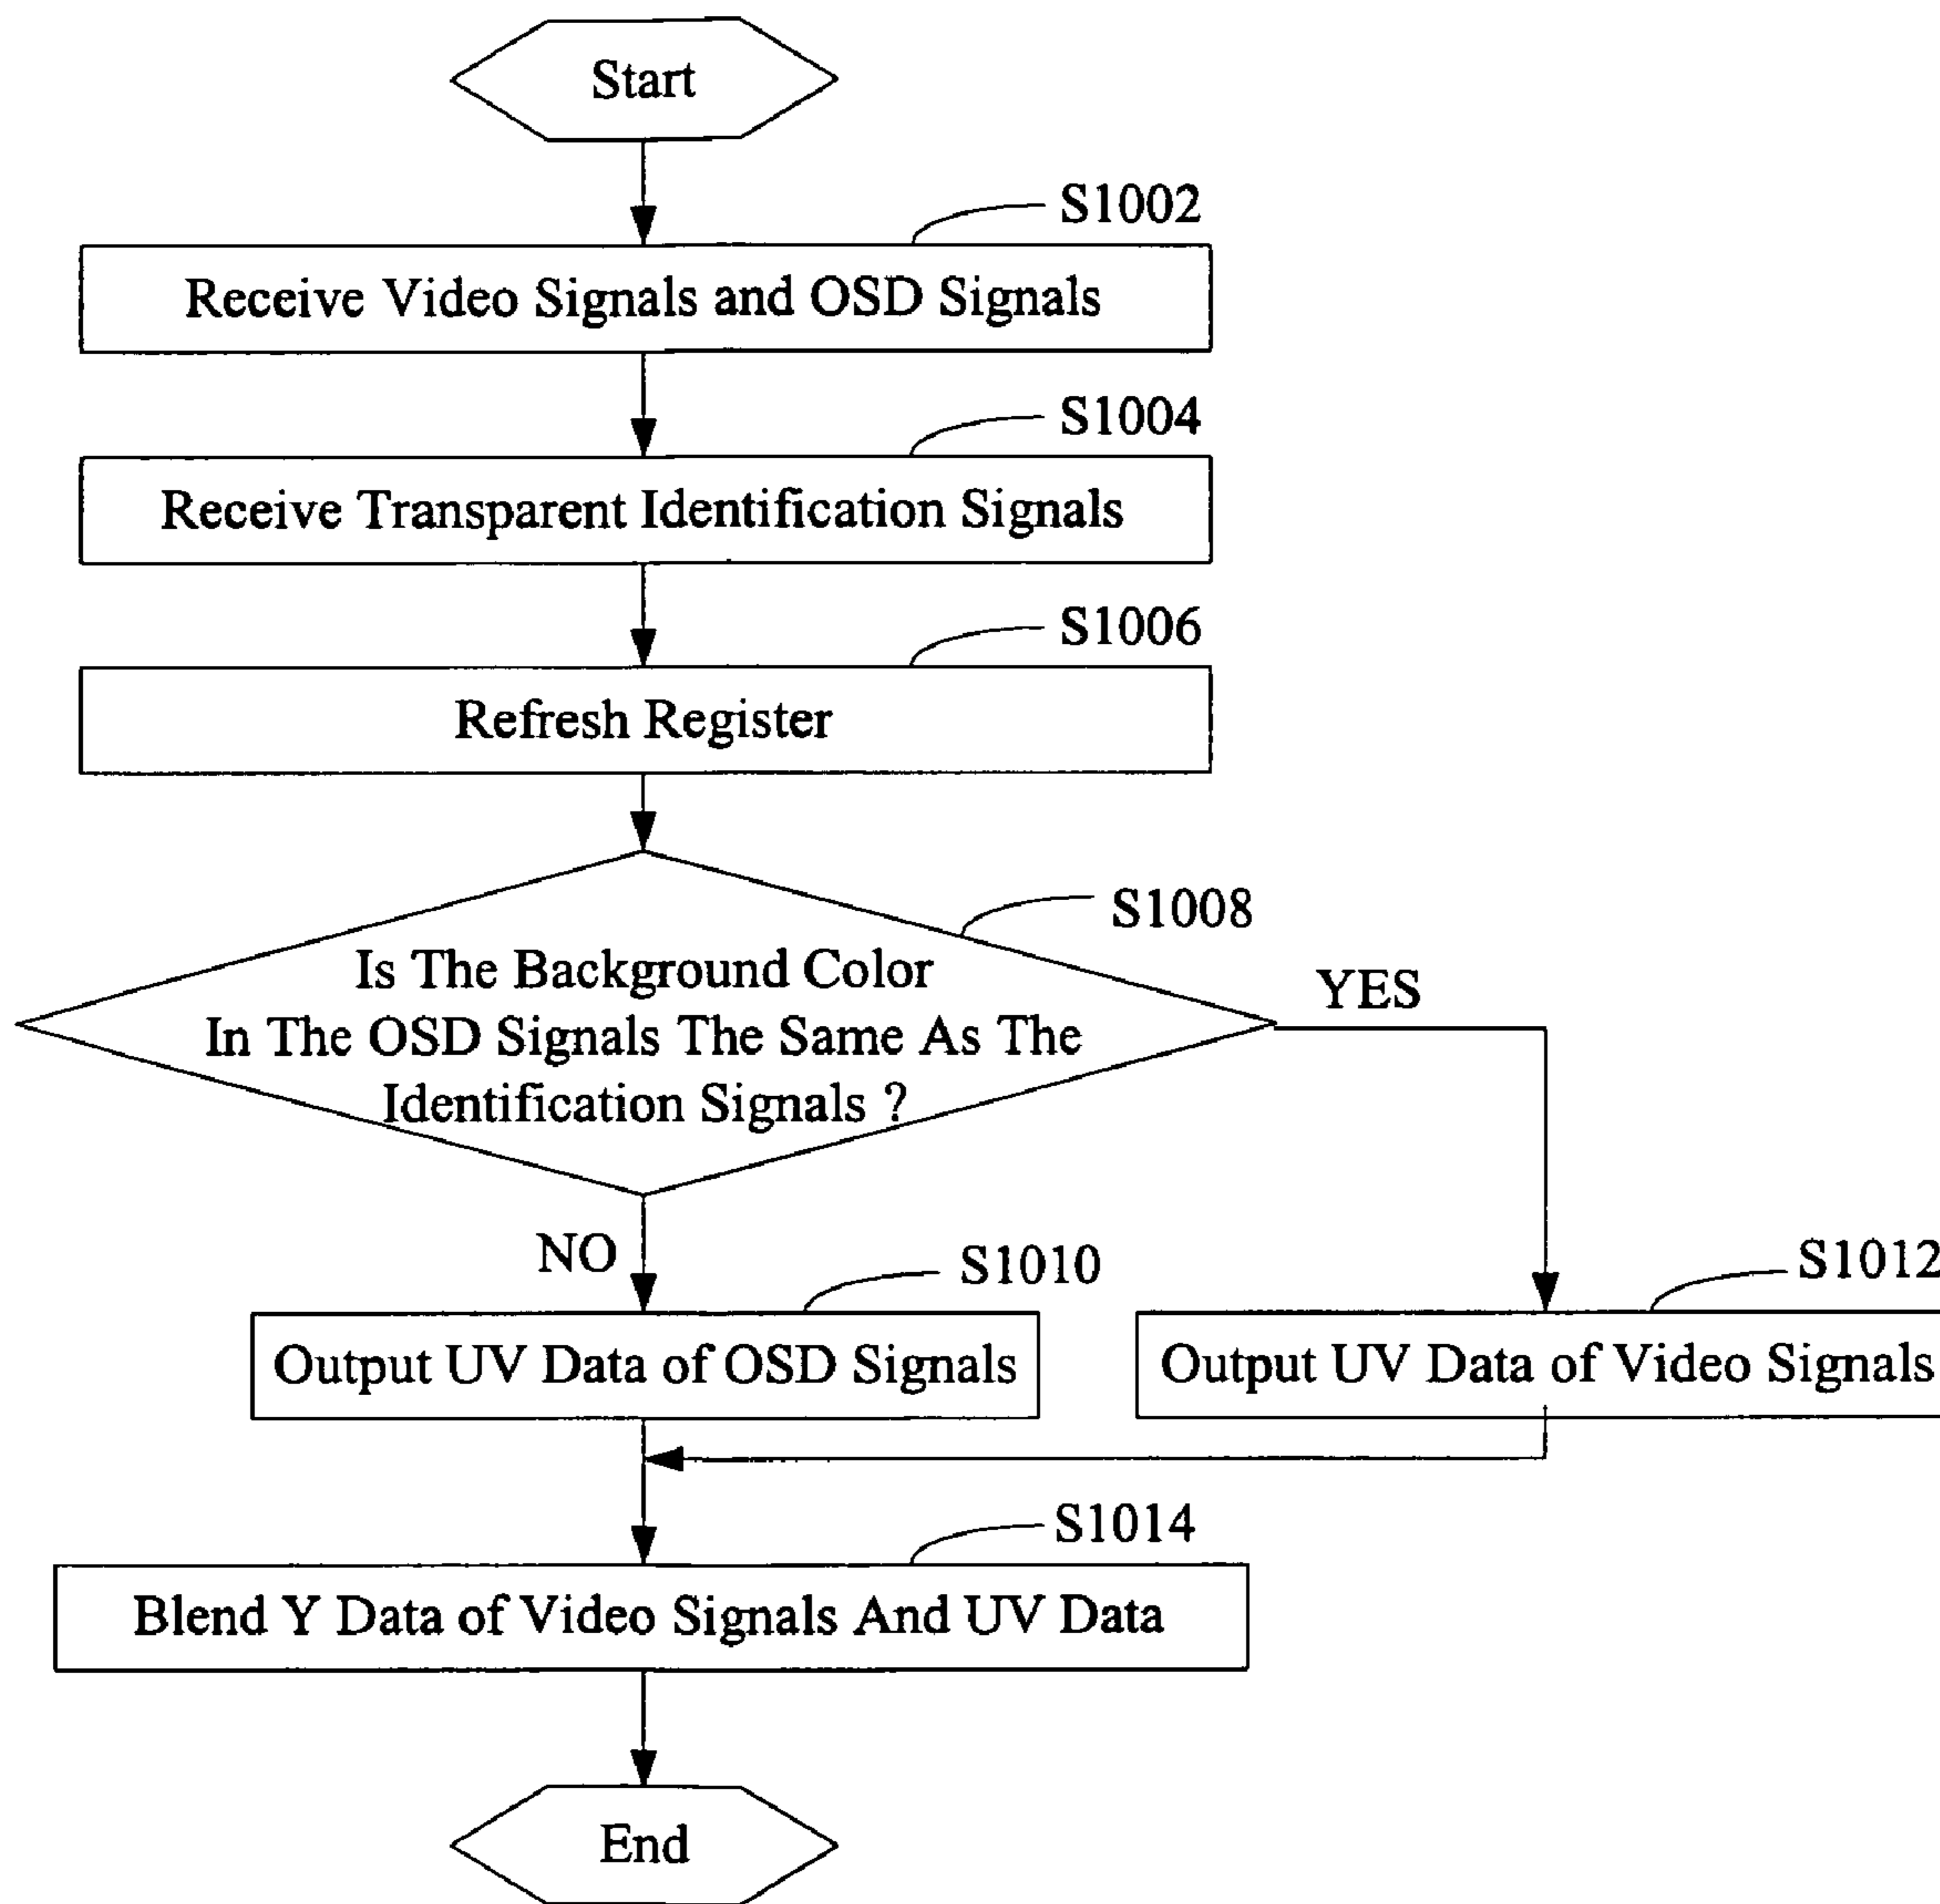 Start
S1002
Receive Video Signals and OSD Signals
S1004
Receive Transparent Identification Signals
S1006
Refresh Register
S1008
Is The Background Color
In The OSD Signals The Same As The
Identification Signals ?
YES
NO
S1010
S1012
Output UV Data of OSD Signals
Output UV Data of Video Signals
S1014
Blend Y Data of Video Signals And UV Data
End